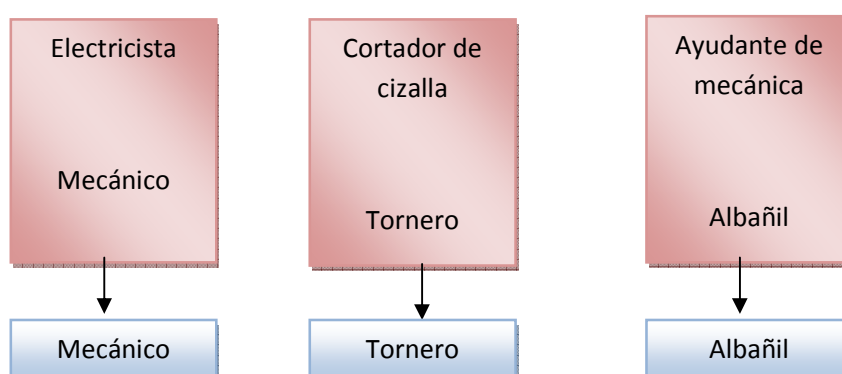 Electricista
Mecánico
Mecánico
Cortador de
cizalla
Tornero
Tornero
Ayudante de
mecánica
Albañil
Albañil